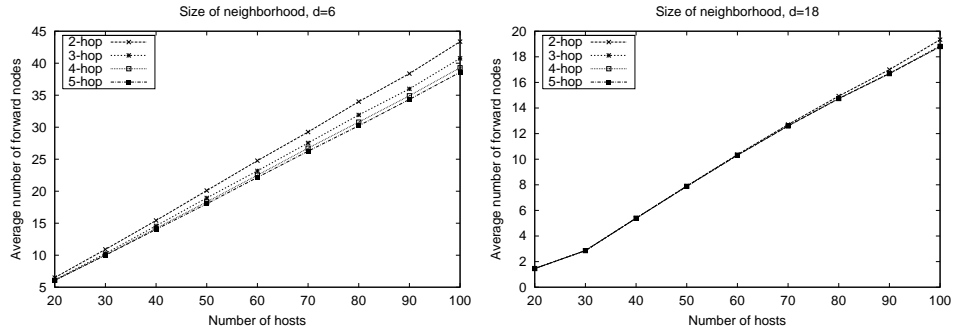 Size of neighborhood, d=6
Average number of forward nodes
45
40
35
30
25
20
15
10
5
2-hop
3-hop
4-hop
5-hop
20 30 40 50 60 70 80 90 100
Number of hosts
Size of neighborhood, d=18
Average number of forward nodes
20
18
16
14
12
10
8
6
4
2
0
2-hop
3-hop
4-hop
5-hop
20 30 40 50 60 70 80 90 100
Number of hosts